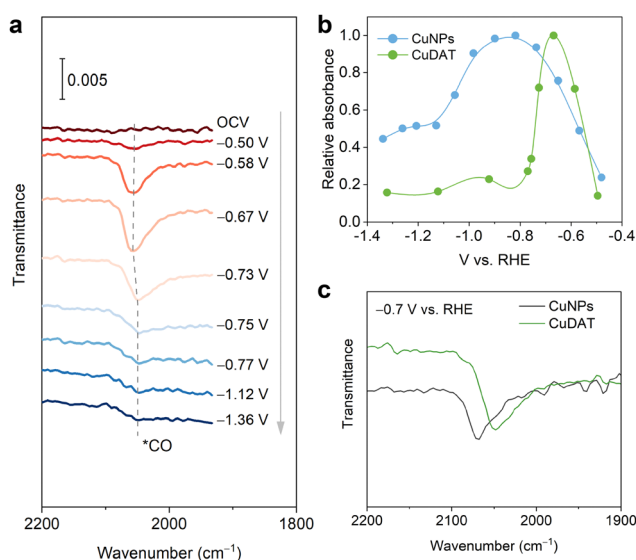 a
0.005
OCV
−0.50 V
−0.58 V
−0.67 V
−0.73 V
−0.75 V
−0.77 V
−1.12 V
−1.36 V
*CO
Transmittance
2200 2000 1800
Wavenumber (cm⁻¹)
b
CuNPs
CuDAT
Relative absorbance
1.0
0.8
0.6
0.4
0.2
0.0
-1.4 -1.2 -1.0 -0.8 -0.6 -0.4
V vs. RHE
c
−0.7 V vs. RHE
CuNPs
CuDAT
Transmittance
2200 2100 2000 1900
Wavenumber (cm⁻¹)